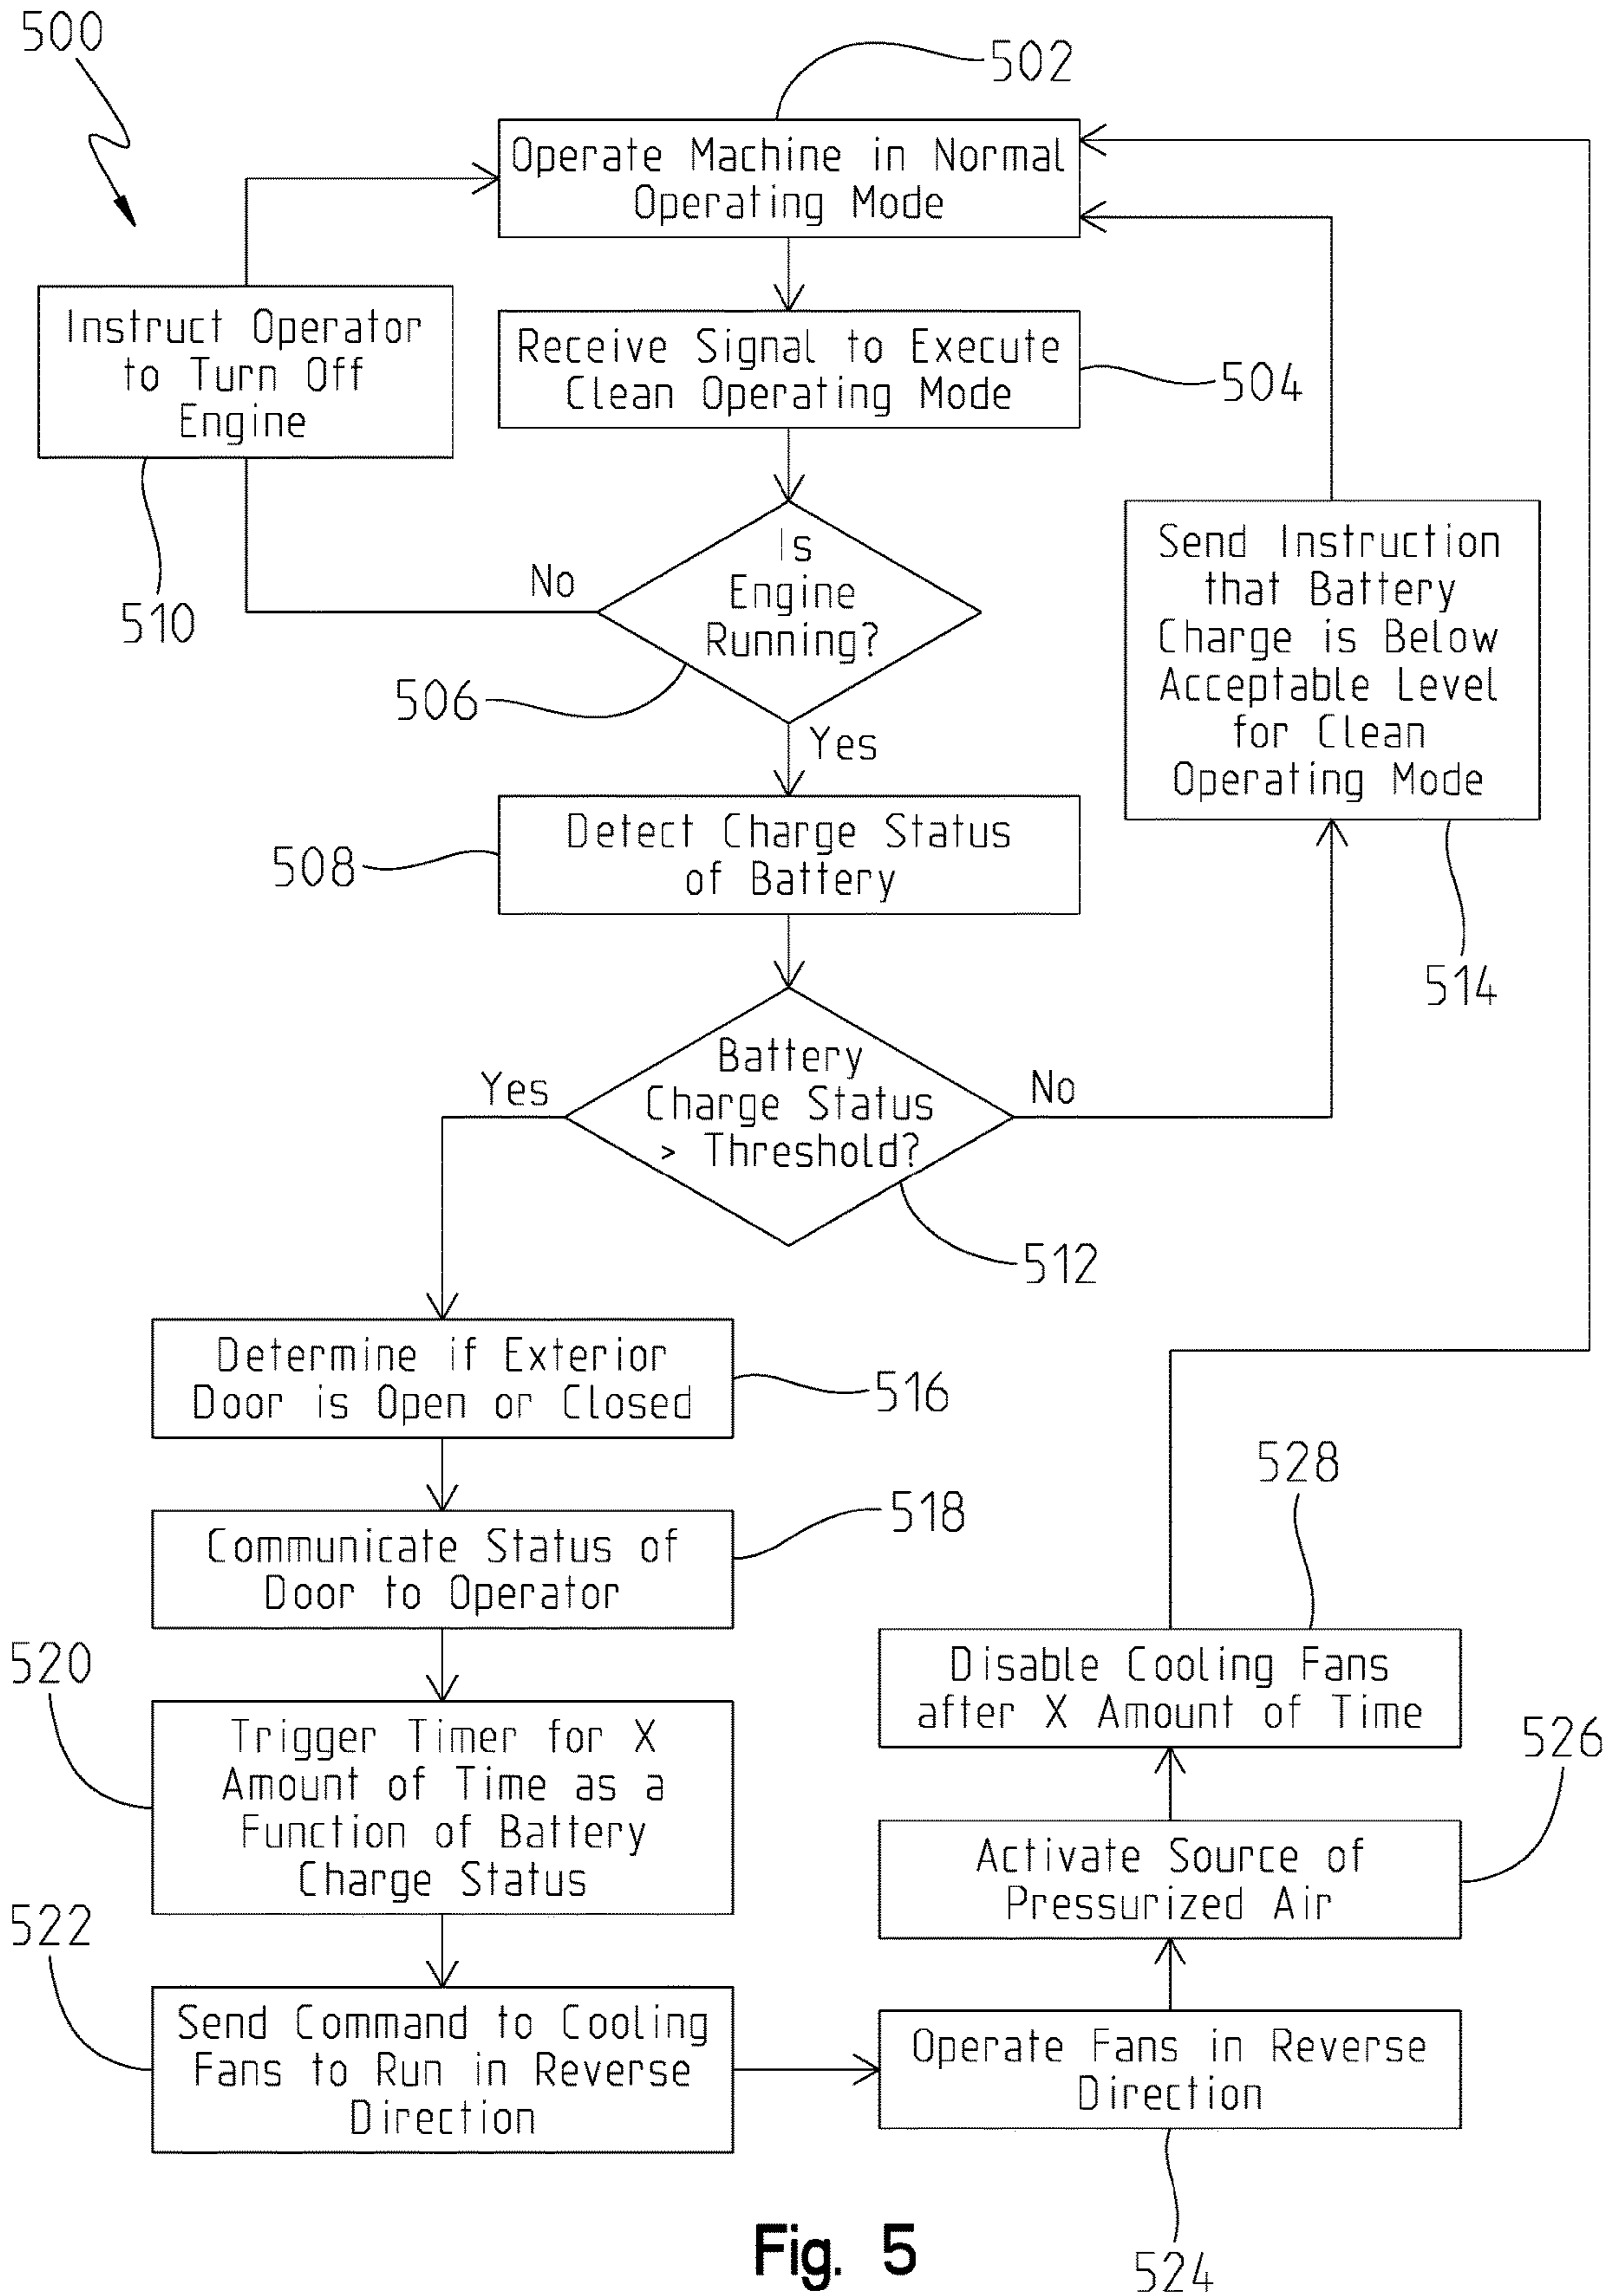 500
502
Operate Machine in Normal
Operating Mode
Instruct Operator
to Turn Off
Engine
510
Receive Signal to Execute
Clean Operating Mode
504
Is
Engine
Running?
No
506
Yes
Send Instruction
that Battery
Charge is Below
Acceptable Level
for Clean
Operating Mode
514
Detect Charge Status
of Battery
508
Battery
Charge Status
> Threshold?
Yes
No
512
Determine if Exterior
Door is Open or Closed
516
Communicate Status of
Door to Operator
518
520
Trigger Timer for X
Amount of Time as a
Function of Battery
Charge Status
522
Send Command to Cooling
Fans to Run in Reverse
Direction
528
Disable Cooling Fans
after X Amount of Time
526
Activate Source of
Pressurized Air
Operate Fans in Reverse
Direction
524
Fig. 5